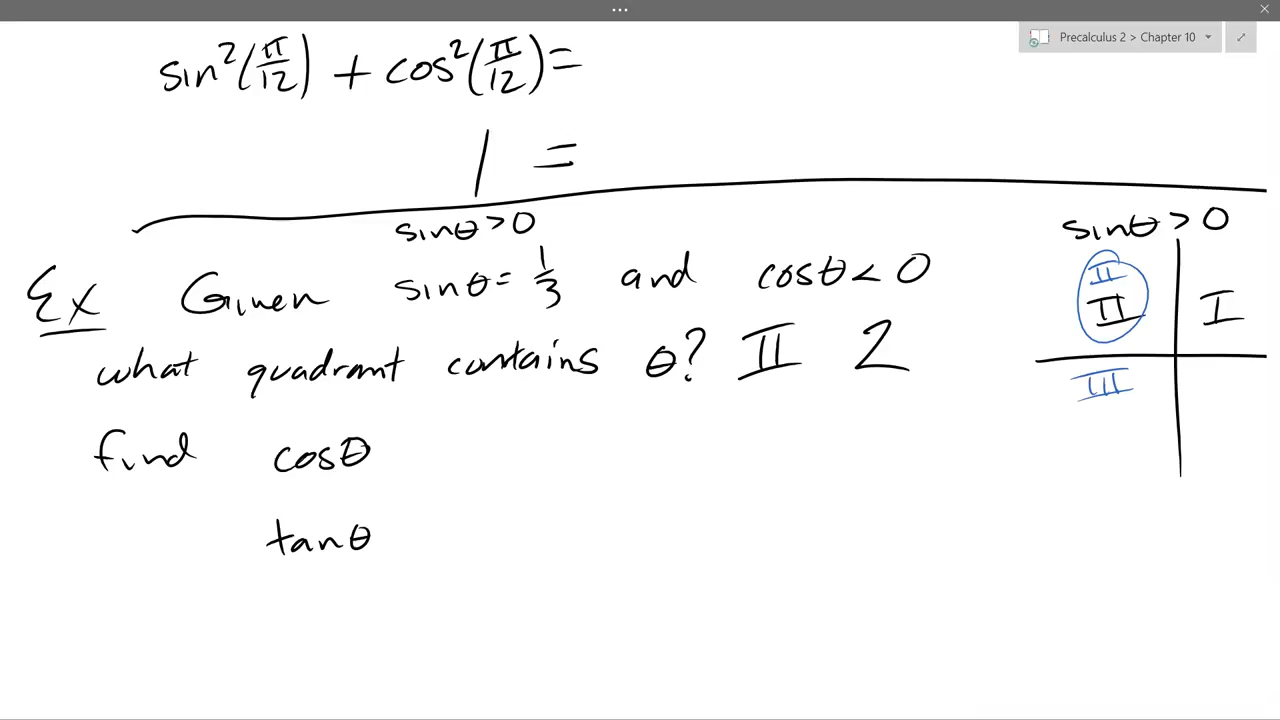 ...
Precalculus 2 > Chapter 10
sin²(π/12) + cos²(π/12) =
1 =
sinθ > 0
Ex Given sinθ = 1/3 and cosθ < 0
what quadrant contains θ? II 2
find cosθ
tanθ
sinθ > 0
II
II I
III